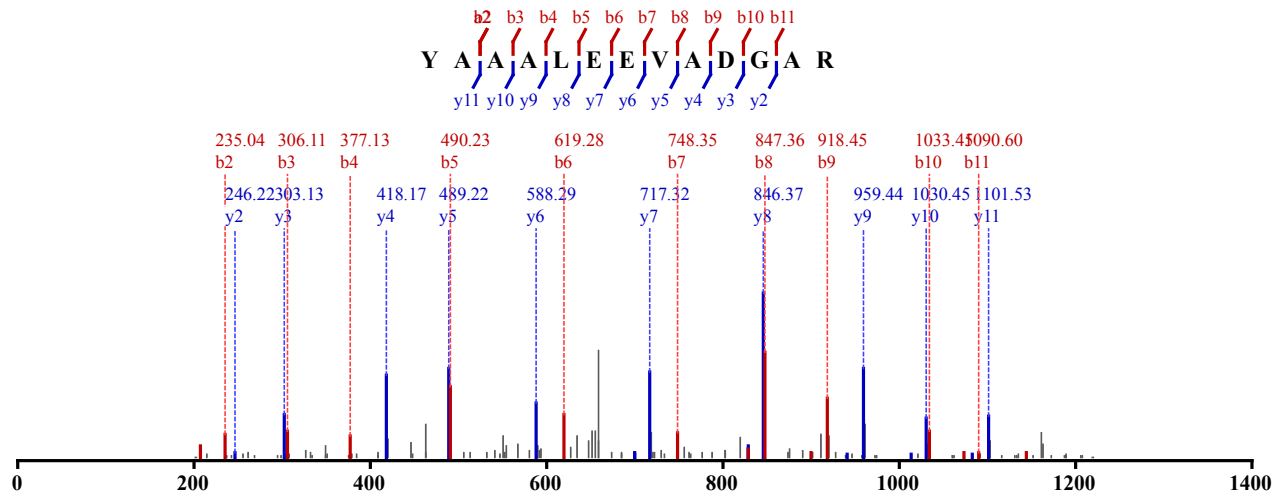 a2 b2 b3 b4 b5 b6 b7 b8 b9 b10 b11
Y A A A L E E V A D G A R
y11 y10 y9 y8 y7 y6 y5 y4 y3 y2
235.04 306.11 377.13 490.23 619.28 748.35 847.36 918.45 1033.45 1090.60
b2 b3 b4 b5 b6 b7 b8 b9 b10 b11
246.22 303.13 418.17 489.22 588.29 717.32 846.37 959.44 1030.45 1101.53
y2 y3 y4 y5 y6 y7 y8 y9 y10 y11
0 200 400 600 800 1000 1200 1400